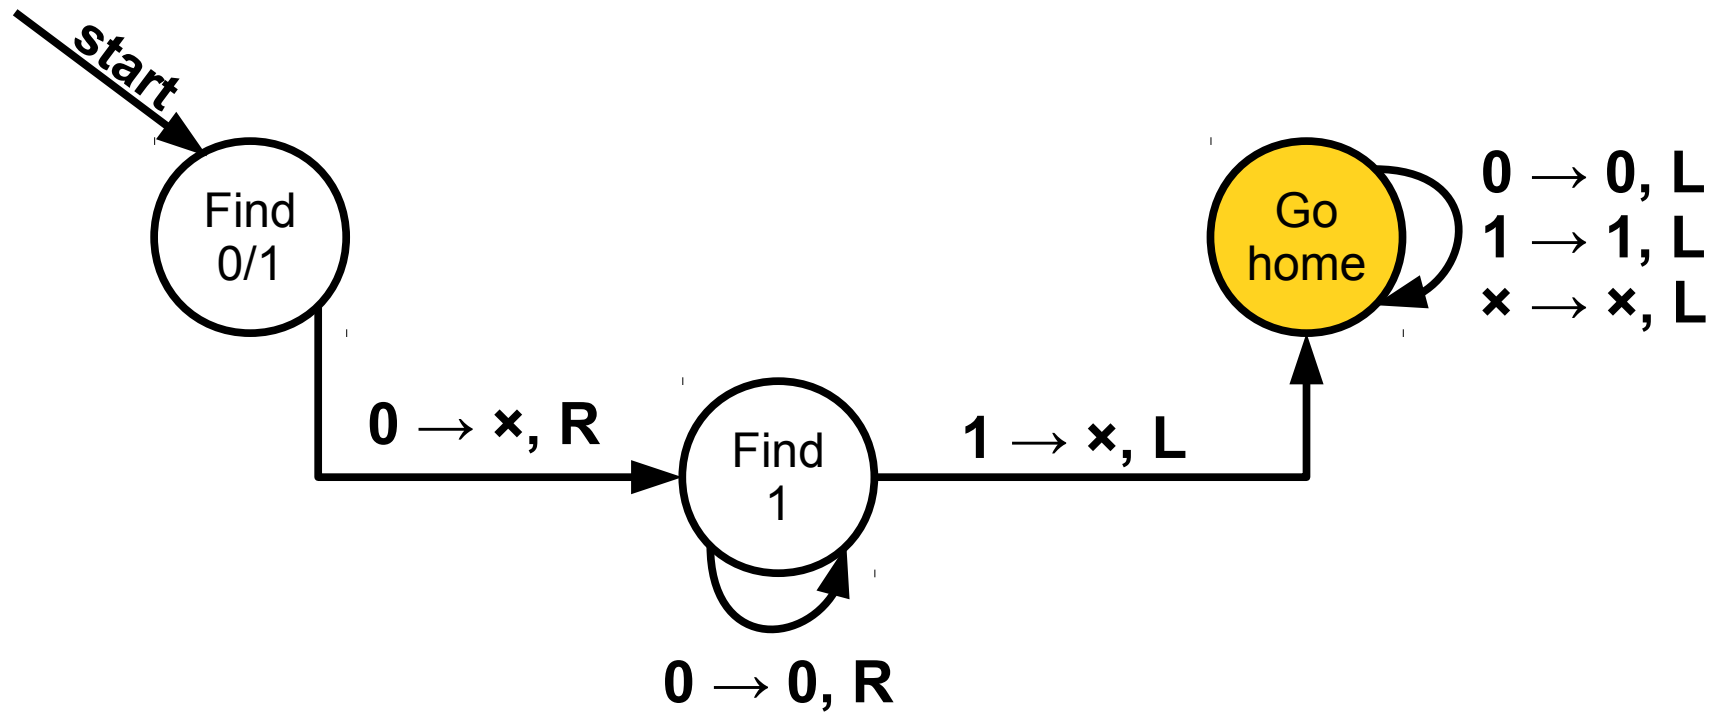 start
Find
0/1
Go
home
0 → 0, L
1 → 1, L
× → ×, L
0 → ×, R
Find
1
1 → ×, L
0 → 0, R